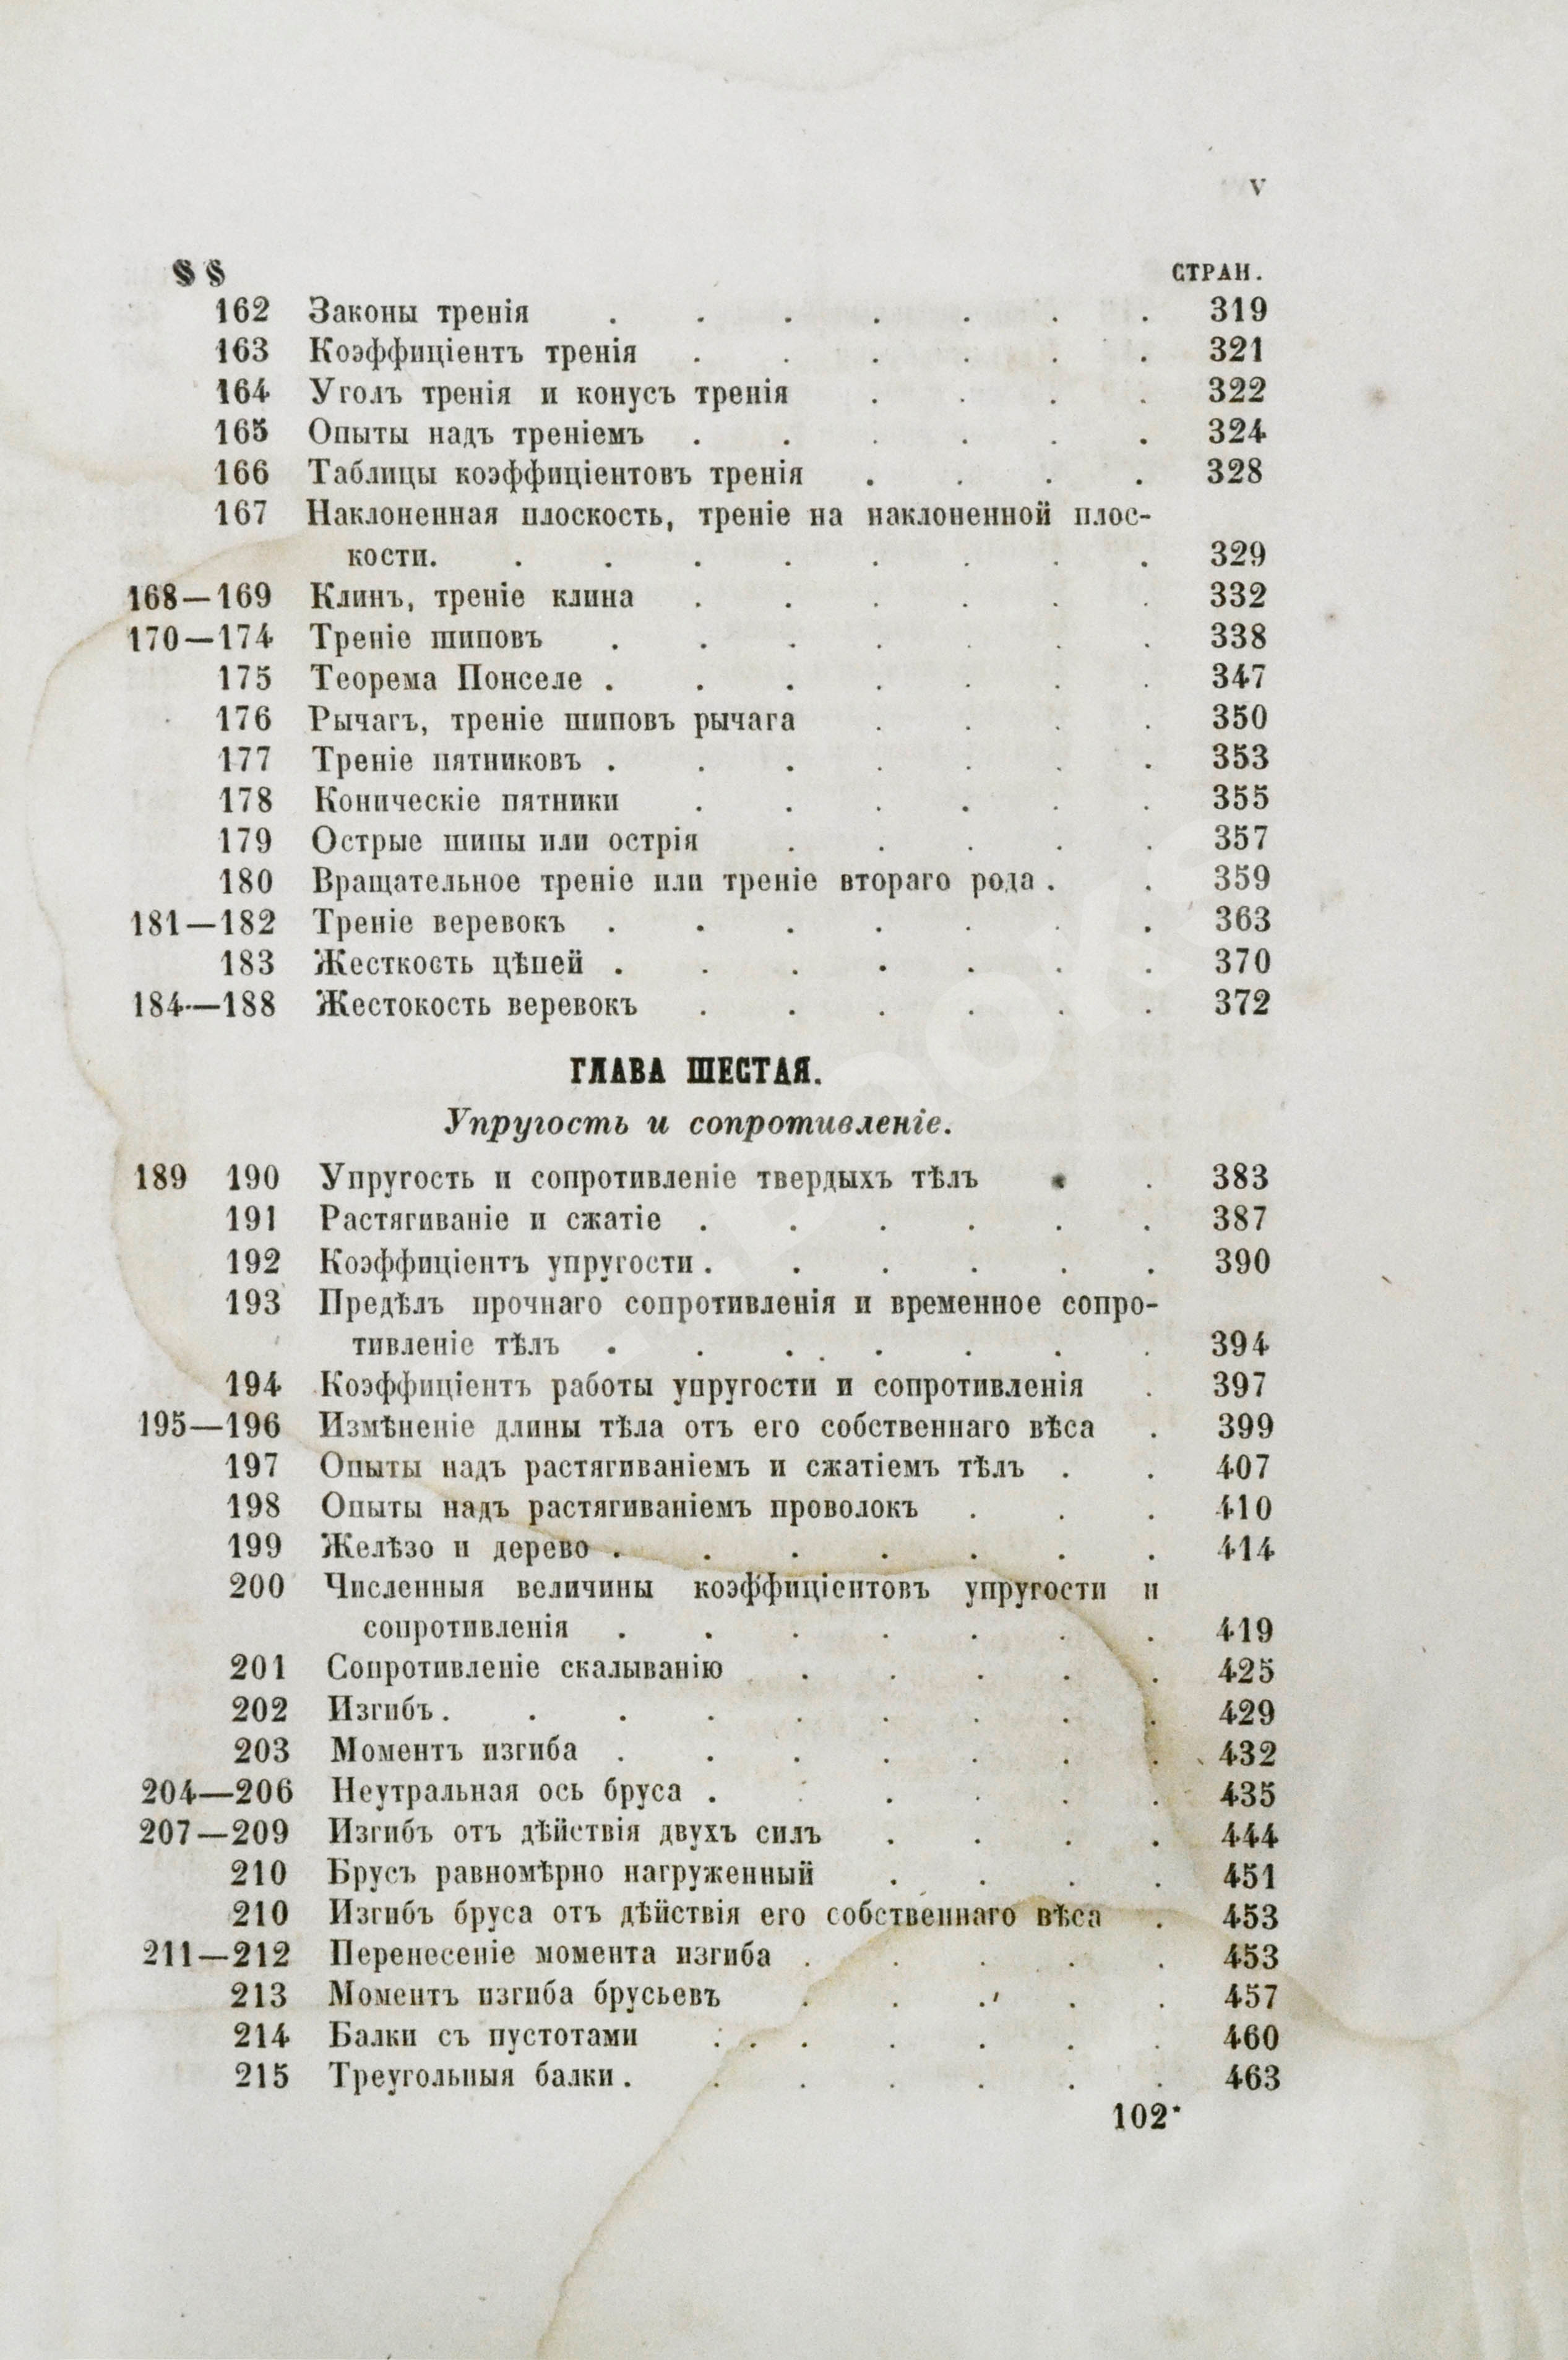 v
§§ СТРАН.
162 Законы тренія . . . . . . . 319
163 Коэффиціентъ тренія . . . . . . 321
164 Уголъ тренія и конусъ тренія . . . . 322
165 Опыты надъ треніемъ . . . . . . 324
166 Таблицы коэффиціентовъ тренія . . . . 328
167 Наклоненная плоскость, треніе на наклоненной плос-
кости. . . . . . . . . 329
168—169 Клинъ, треніе клина . . . . . . 332
170—174 Треніе шиповъ . . . . . . . 338
175 Теорема Понселе . . . . . . . 347
176 Рычагъ, треніе шиповъ рычага . . . . 350
177 Треніе пятниковъ . . . . . . . 353
178 Коническіе пятники . . . . . . 355
179 Острые шипы или острія . . . . . 357
180 Вращательное треніе или треніе втораго рода . . 359
181—182 Треніе веревокъ . . . . . . . 363
183 Жесткость цѣпей . . . . . . . 370
184—188 Жестокость веревокъ . . . . . . 372
ГЛАВА ШЕСТАЯ.
Упругость и сопротивленіе.
189 190 Упругость и сопротивленіе твердыхъ тѣлъ . . 383
191 Растягиваніе и сжатіе . . . . . . 387
192 Коэффиціентъ упругости . . . . . . 390
193 Предѣлъ прочнаго сопротивленія и временное сопро-
тивленіе тѣлъ . . . . . . . 394
194 Коэффиціентъ работы упругости и сопротивленія . 397
195—196 Измѣненіе длины тѣла отъ его собственнаго вѣса . 399
197 Опыты надъ растягиваніемъ и сжатіемъ тѣлъ . . 407
198 Опыты надъ растягиваніемъ проволокъ . . . 410
199 Желѣзо и дерево . . . . . . . 414
200 Численныя величины коэффиціентовъ упругости и
сопротивленія . . . . . . . 419
201 Сопротивленіе скалыванію . . . . . 425
202 Изгибъ . . . . . . . . . 429
203 Моментъ изгиба . . . . . . . 432
204—206 Неутральная ось бруса . . . . . . 435
207—209 Изгибъ отъ дѣйствія двухъ силъ . . . . 444
210 Брусъ равномѣрно нагруженный . . . . 451
210 Изгибъ бруса отъ дѣйствія его собственнаго вѣса . 453
211—212 Перенесеніе момента изгиба . . . . . 453
213 Моментъ изгиба брусьевъ . . . . . 457
214 Балки съ пустотами . . . . . . . 460
215 Треугольныя балки . . . . . . . 463
102*